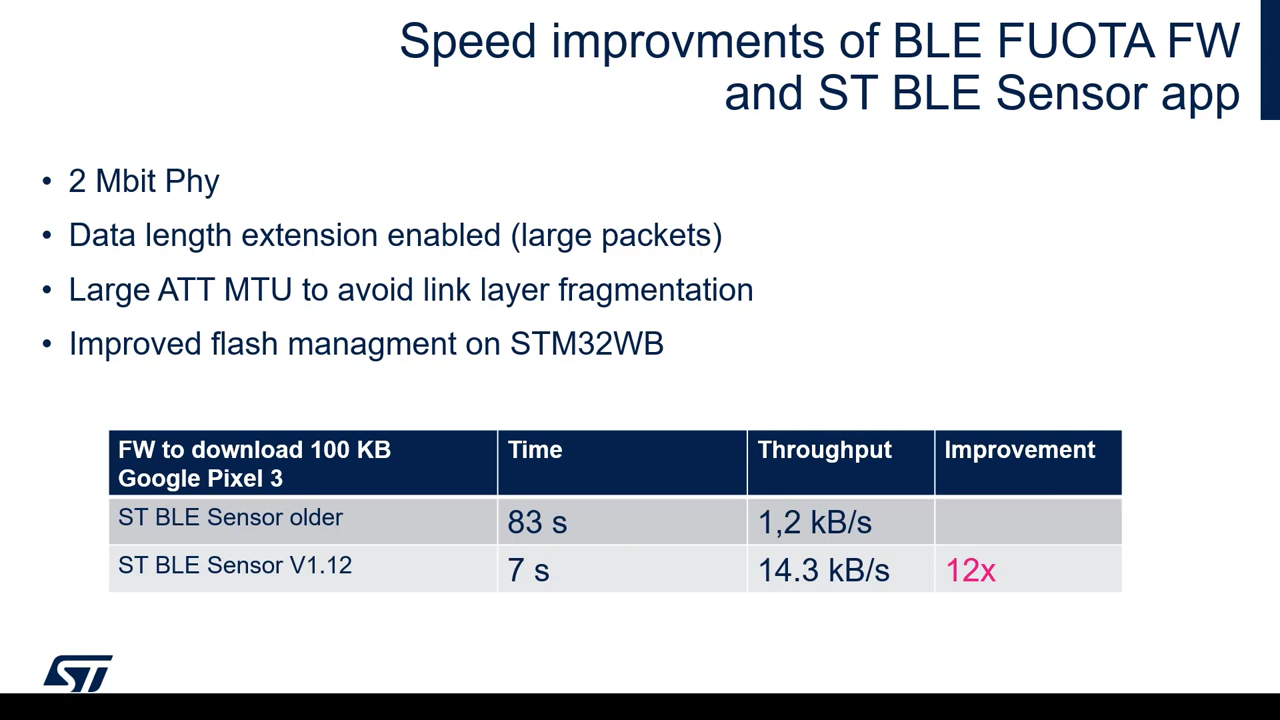 Speed improvments of BLE FUOTA FW
and ST BLE Sensor app
• 2 Mbit Phy
• Data length extension enabled (large packets)
• Large ATT MTU to avoid link layer fragmentation
• Improved flash managment on STM32WB
FW to download 100 KB
Google Pixel 3
Time
Throughput
Improvement
ST BLE Sensor older
83 s
1,2 kB/s
ST BLE Sensor V1.12
7 s
14.3 kB/s
12x
ST